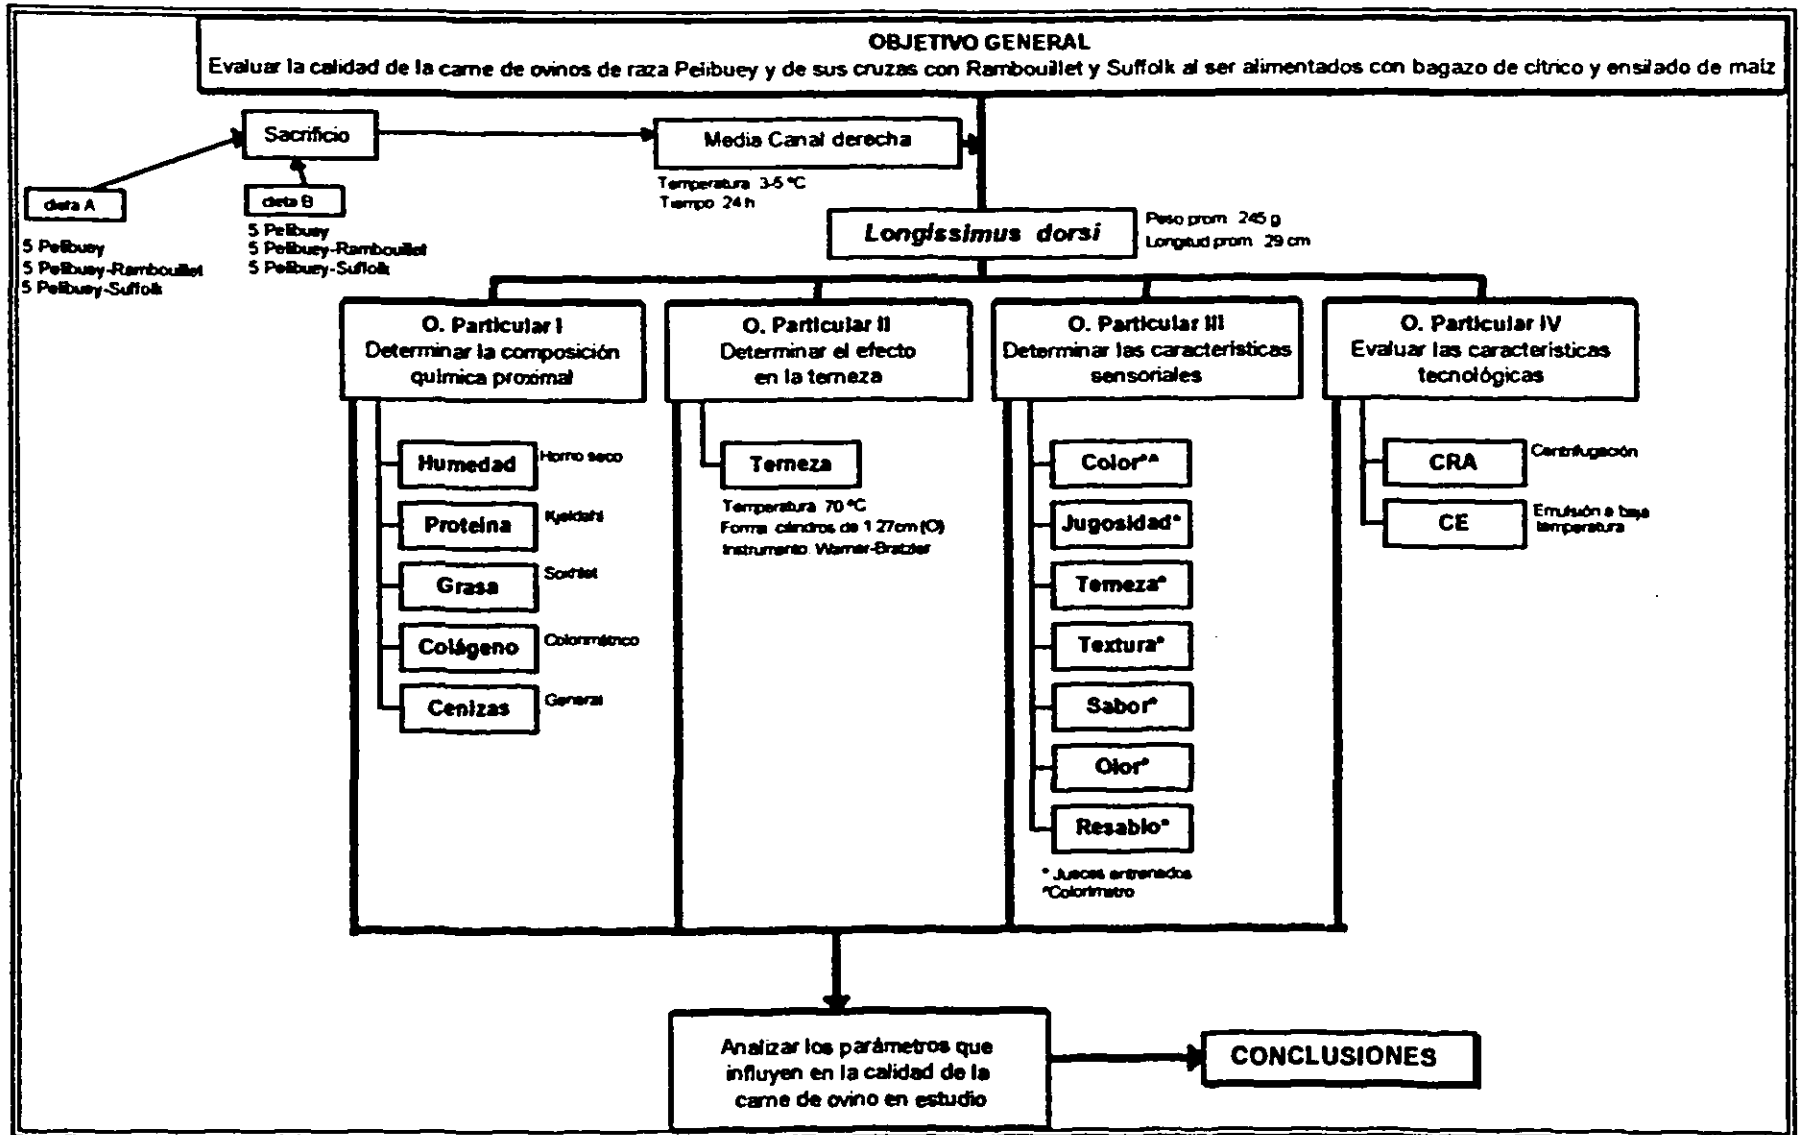 OBJETIVO GENERAL
Evaluar la calidad de la carne de ovinos de raza Pelibuey y de sus cruzas con Rambouillet y Suffolk al ser alimentados con bagazo de cítrico y ensilado de maíz
Sacrificio
Media Canal derecha
Temperatura 3-5 °C
Tiempo 24 h
dieta A
5 Pelibuey
5 Pelibuey-Rambouillet
5 Pelibuey-Suffolk
dieta B
5 Pelibuey
5 Pelibuey-Rambouillet
5 Pelibuey-Suffolk
Longissimus dorsi
Peso prom 245 g
Longitud prom 29 cm
O. Particular I
Determinar la composición
química proximal
Humedad
Horno seco
Proteína
Kjeldahl
Grasa
Soxhlet
Colágeno
Colorimétrico
Cenizas
General
O. Particular II
Determinar el efecto
en la terneza
Terneza
Temperatura 70 °C
Forma cilindros de 1 27cm (O)
Instrumento Warner-Bratzler
O. Particular III
Determinar las características
sensoriales
Color*^
Jugosidad*
Terneza*
Textura*
Sabor*
Olor*
Resabio*
* Jueces entrenados
^Colorímetro
O. Particular IV
Evaluar las características
tecnológicas
CRA
Centrifugación
CE
Emulsión a baja
temperatura
Analizar los parámetros que
influyen en la calidad de la
carne de ovino en estudio
CONCLUSIONES